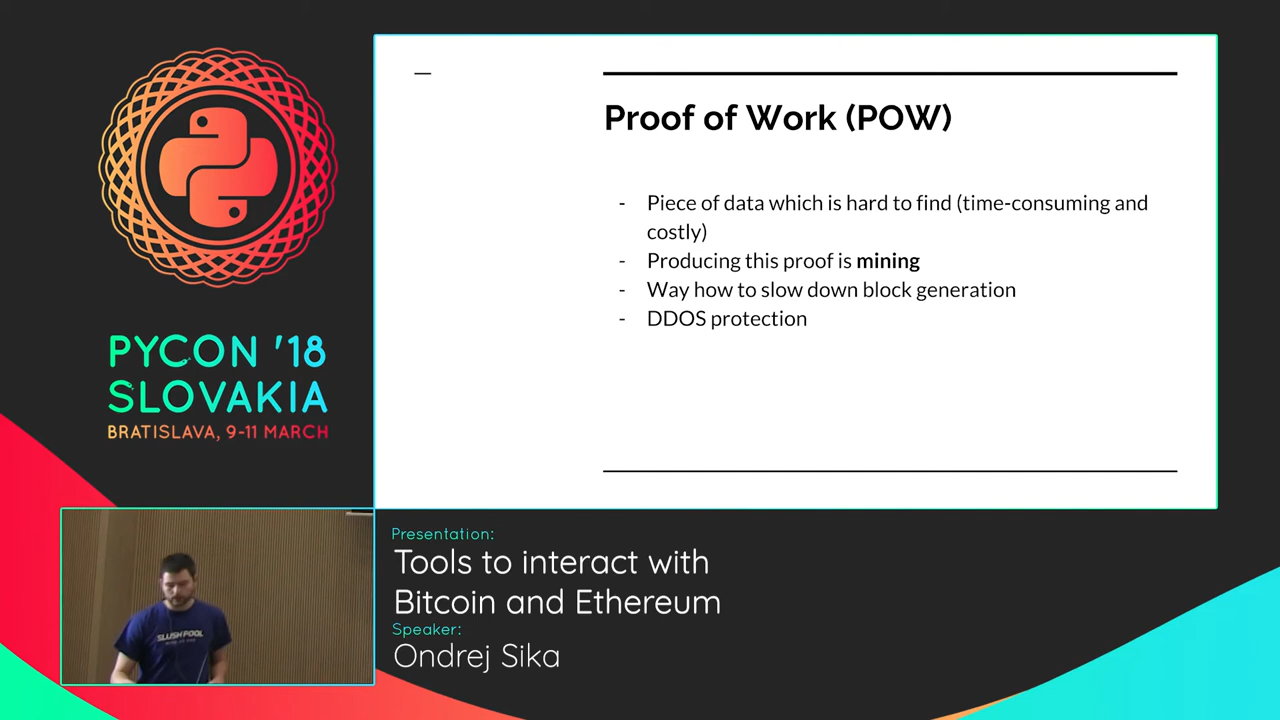 PYCON '18
SLOVAKIA
BRATISLAVA, 9-11 MARCH
Proof of Work (POW)
- Piece of data which is hard to find (time-consuming and
costly)
- Producing this proof is mining
- Way how to slow down block generation
- DDOS protection
SLUSH POOL
Presentation:
Tools to interact with
Bitcoin and Ethereum
Speaker:
Ondrej Sika